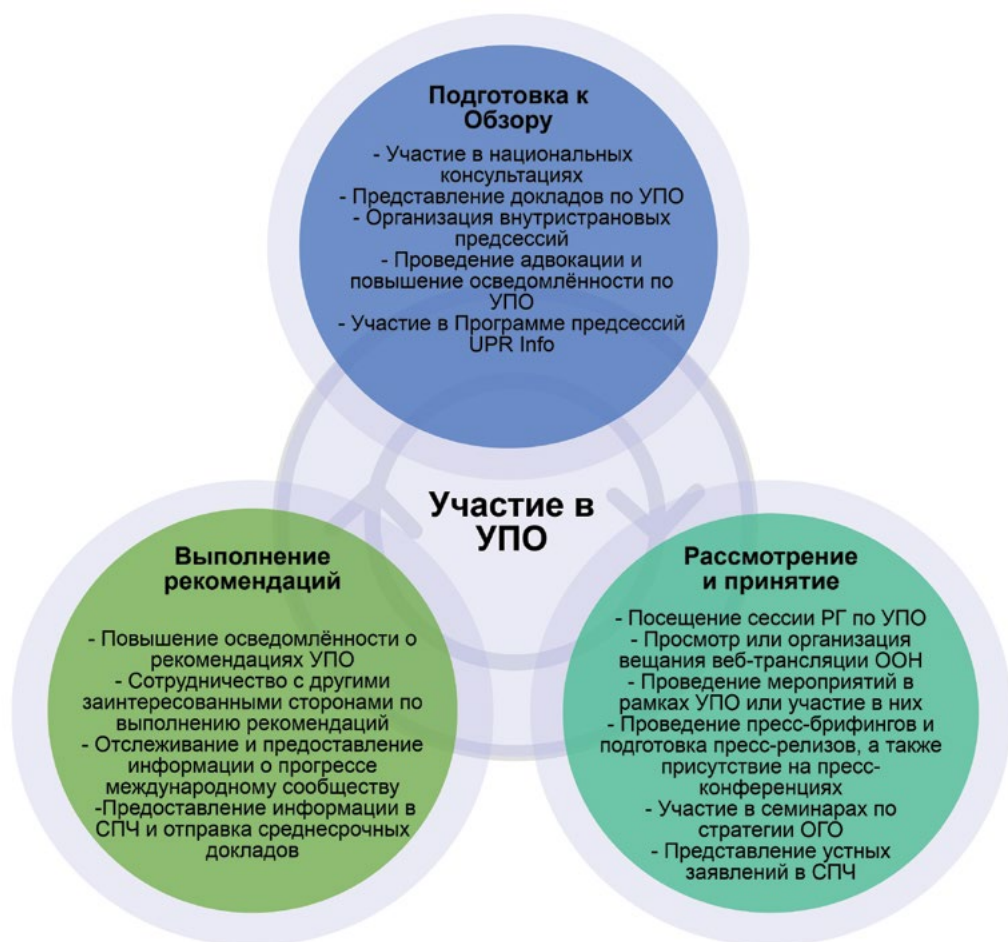 Подготовка к
Обзору
- Участие в национальных
консультациях
- Представление докладов по УПО
- Организация внутристрановых
предсессий
- Проведение адвокации и
повышение осведомлённости по
УПО
- Участие в Программе предсессий
UPR Info
Участие в
УПО
Выполнение
рекомендаций
- Повышение осведомлённости о
рекомендациях УПО
- Сотрудничество с другими
заинтересованными сторонами по
выполнению рекомендаций
- Отслеживание и предоставление
информации о прогрессе
международному сообществу
-Предоставление информации в
СПЧ и отправка среднесрочных
докладов
Рассмотрение
и принятие
- Посещение сессии РГ по УПО
- Просмотр или организация
вещания веб-трансляции ООН
- Проведение мероприятий в
рамках УПО или участие в них
- Проведение пресс-брифингов и
подготовка пресс-релизов, а также
присутствие на пресс-
конференциях
- Участие в семинарах по
стратегии ОГО
- Представление устных
заявлений в СПЧ